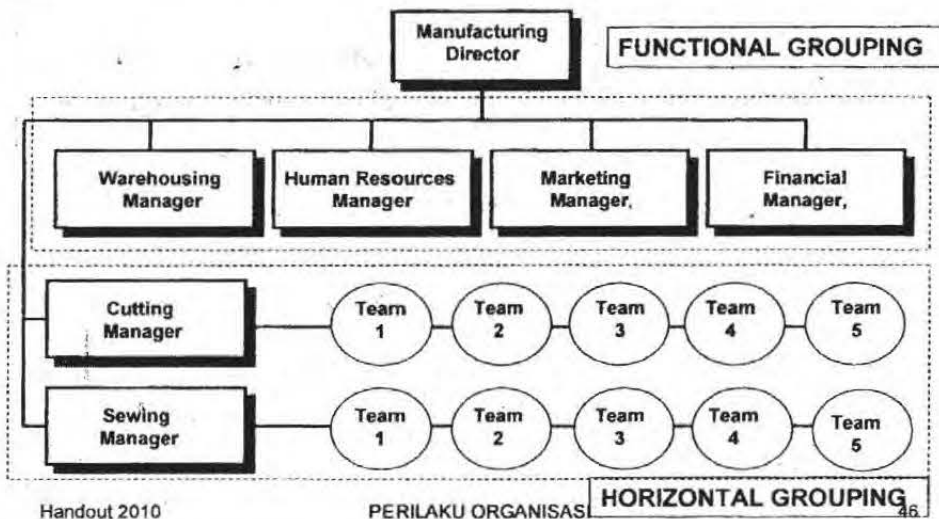 Manufacturing
Director
FUNCTIONAL GROUPING
Warehousing
Manager
Human Resources
Manager
Marketing
Manager,
Financial
Manager,
Cutting
Manager
Team
1
Team
2
Team
3
Team
4
Team
5
Sewing
Manager
Team
1
Team
2
Team
3
Team
4
Team
5
HORIZONTAL GROUPING
Handout 2010
PERILAKU ORGANISASI
46